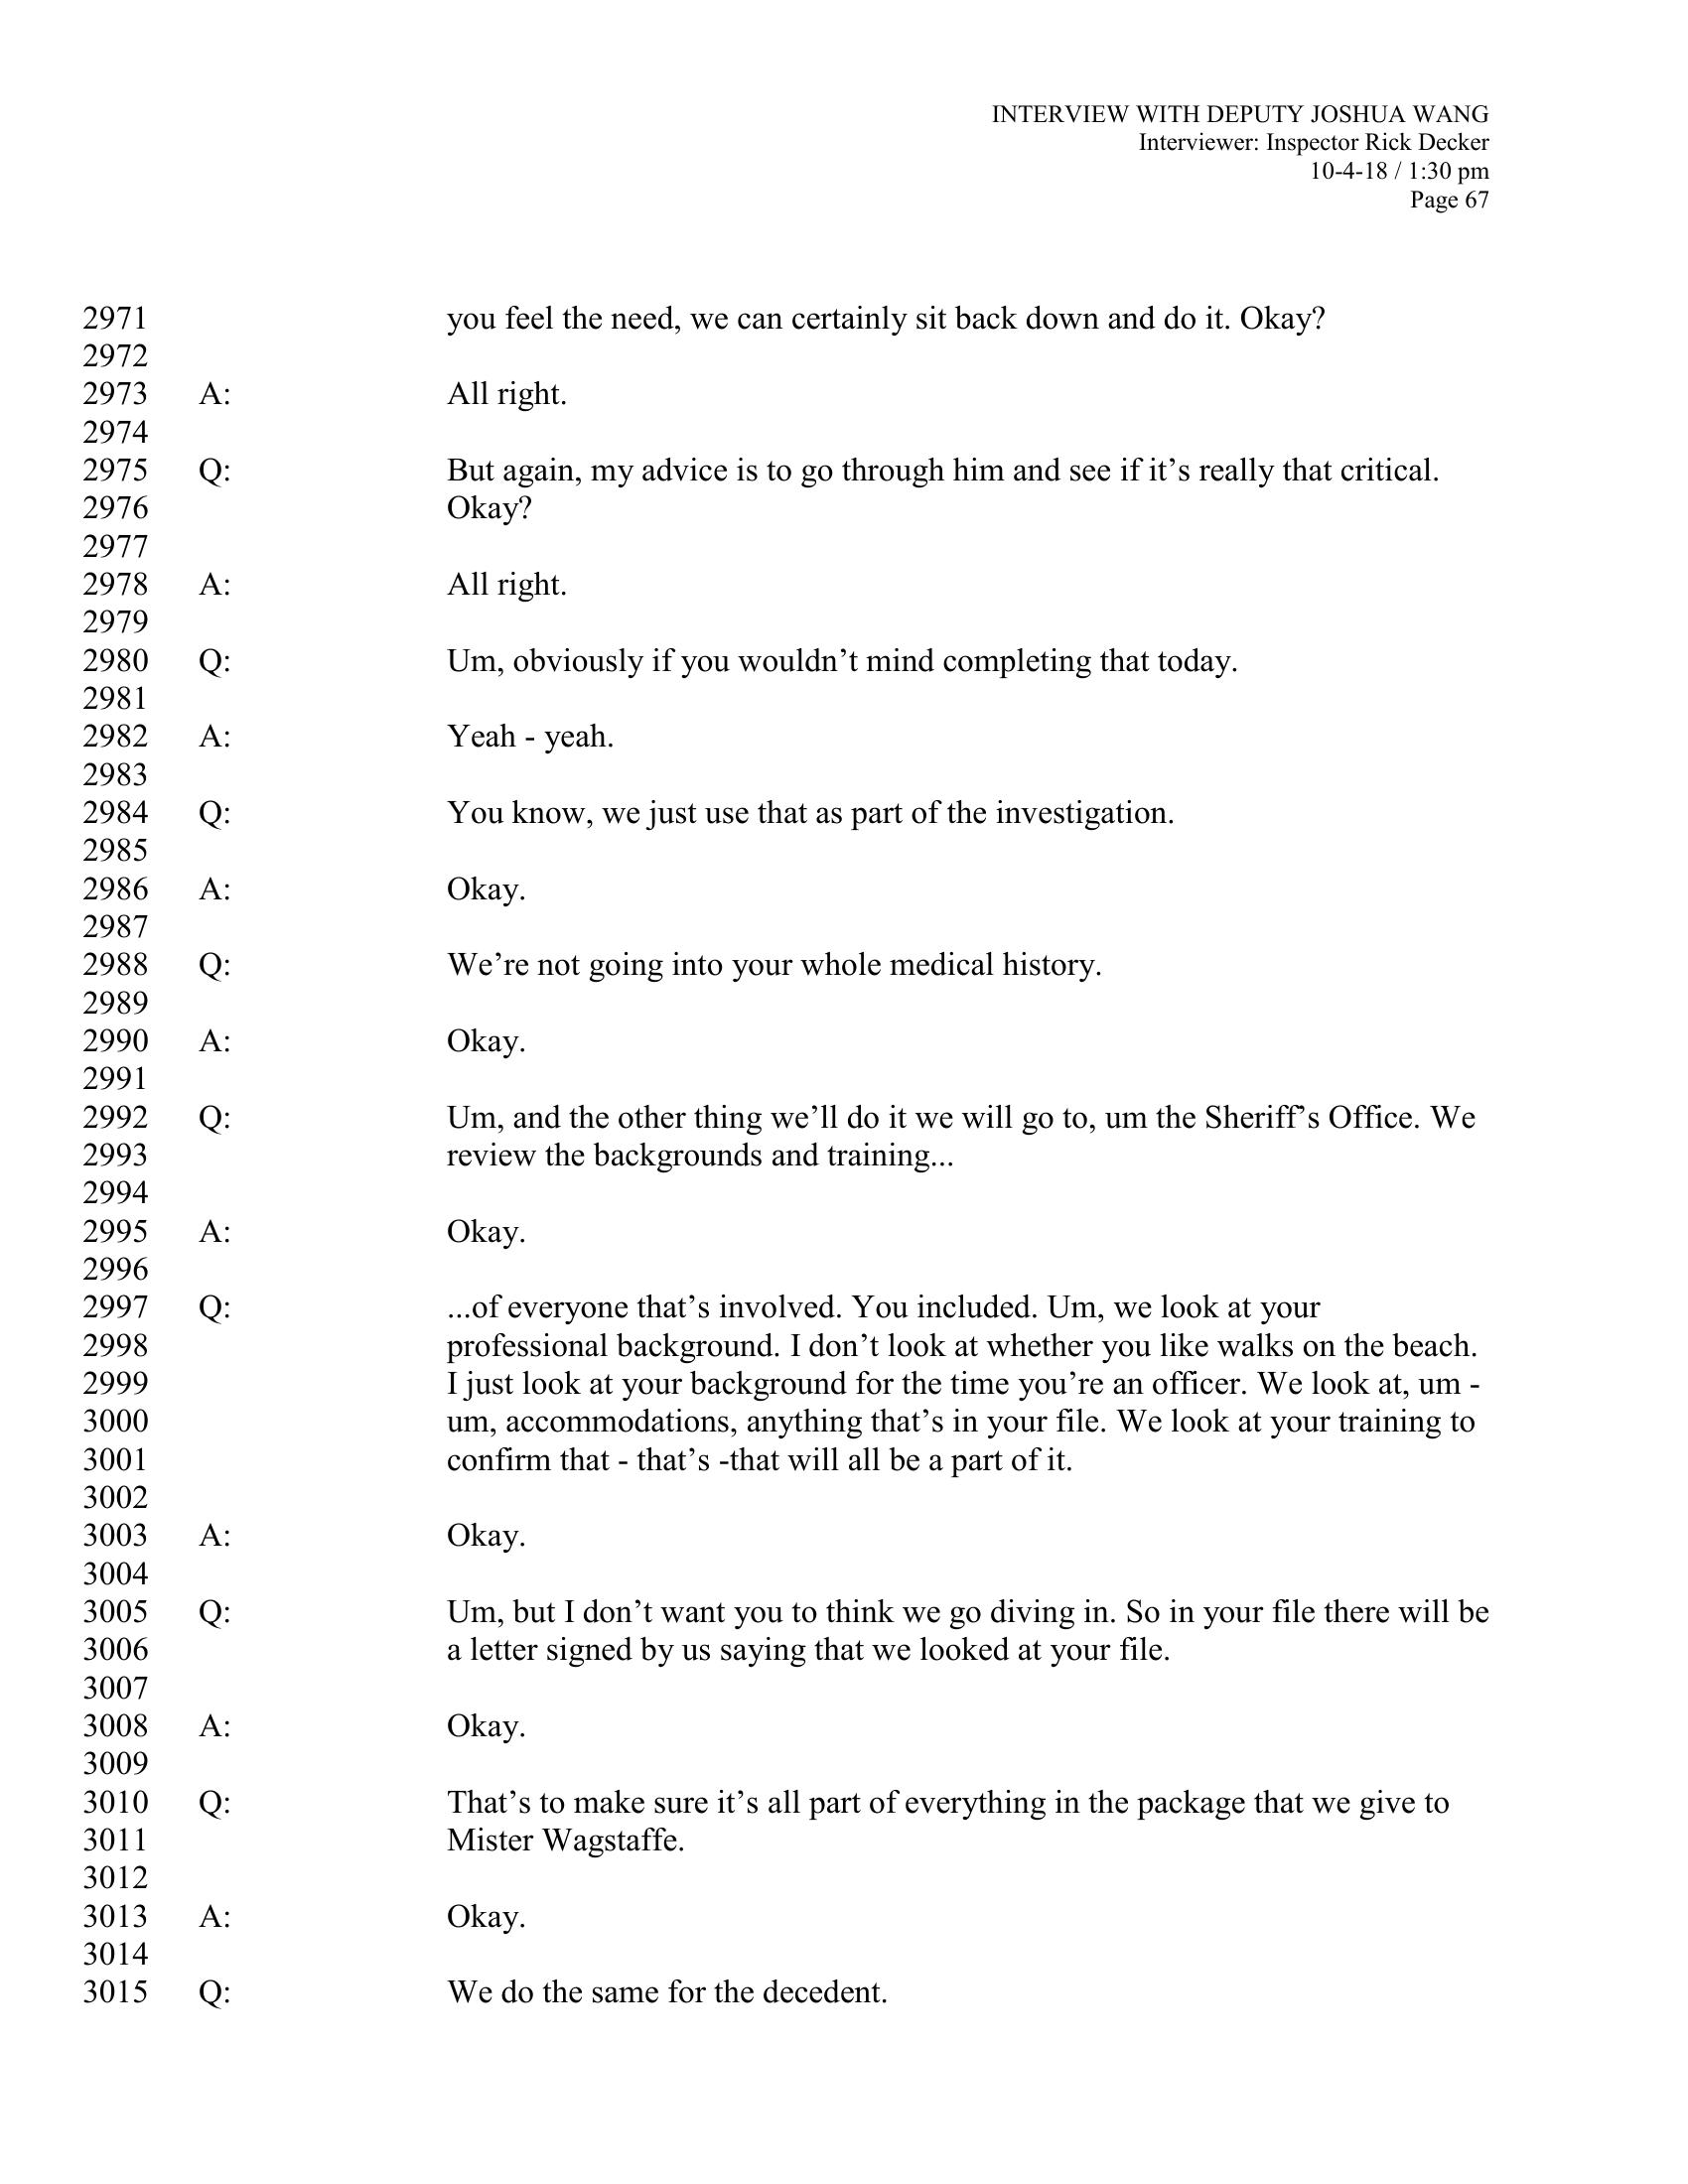 INTERVIEW WITH DEPUTY JOSHUA WANG
Interviewer: Inspector Rick Decker
10-4-18 / 1:30 pm
Page 67
2971 you feel the need, we can certainly sit back down and do it. Okay?
2972
2973 A: All right.
2974
2975 Q: But again, my advice is to go through him and see if it’s really that critical.
2976 Okay?
2977
2978 A: All right.
2979
2980 Q: Um, obviously if you wouldn’t mind completing that today.
2981
2982 A: Yeah - yeah.
2983
2984 Q: You know, we just use that as part of the investigation.
2985
2986 A: Okay.
2987
2988 Q: We’re not going into your whole medical history.
2989
2990 A: Okay.
2991
2992 Q: Um, and the other thing we’ll do it we will go to, um the Sheriff’s Office. We
2993 review the backgrounds and training...
2994
2995 A: Okay.
2996
2997 Q: ...of everyone that’s involved. You included. Um, we look at your
2998 professional background. I don’t look at whether you like walks on the beach.
2999 I just look at your background for the time you’re an officer. We look at, um -
3000 um, accommodations, anything that’s in your file. We look at your training to
3001 confirm that - that’s -that will all be a part of it.
3002
3003 A: Okay.
3004
3005 Q: Um, but I don’t want you to think we go diving in. So in your file there will be
3006 a letter signed by us saying that we looked at your file.
3007
3008 A: Okay.
3009
3010 Q: That’s to make sure it’s all part of everything in the package that we give to
3011 Mister Wagstaffe.
3012
3013 A: Okay.
3014
3015 Q: We do the same for the decedent.